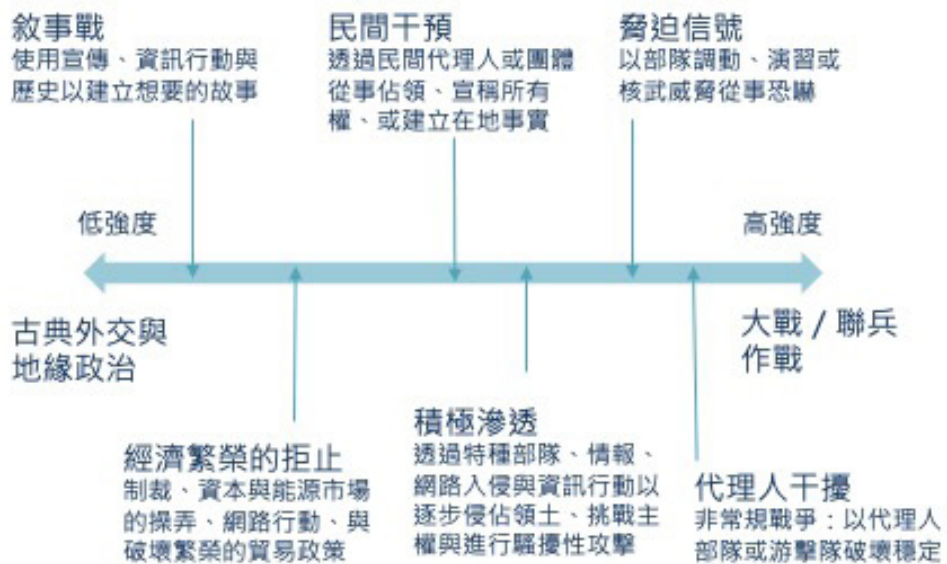 敘事戰
使用宣傳、資訊行動與
歷史以建立想要的故事
民間干預
透過民間代理人或團體
從事佔領、宣稱所有
權、或建立在地事實
脅迫信號
以部隊調動、演習或
核武威脅從事恐嚇
低強度
高強度
古典外交與
地緣政治
大戰 / 聯兵
作戰
經濟繁榮的拒止
制裁、資本與能源市場
的操弄、網路行動、與
破壞繁榮的貿易政策
積極滲透
透過特種部隊、情報、
網路入侵與資訊行動以
逐步侵佔領土、挑戰主
權與進行騷擾性攻擊
代理人干擾
非常規戰爭：以代理人
部隊或游擊隊破壞穩定